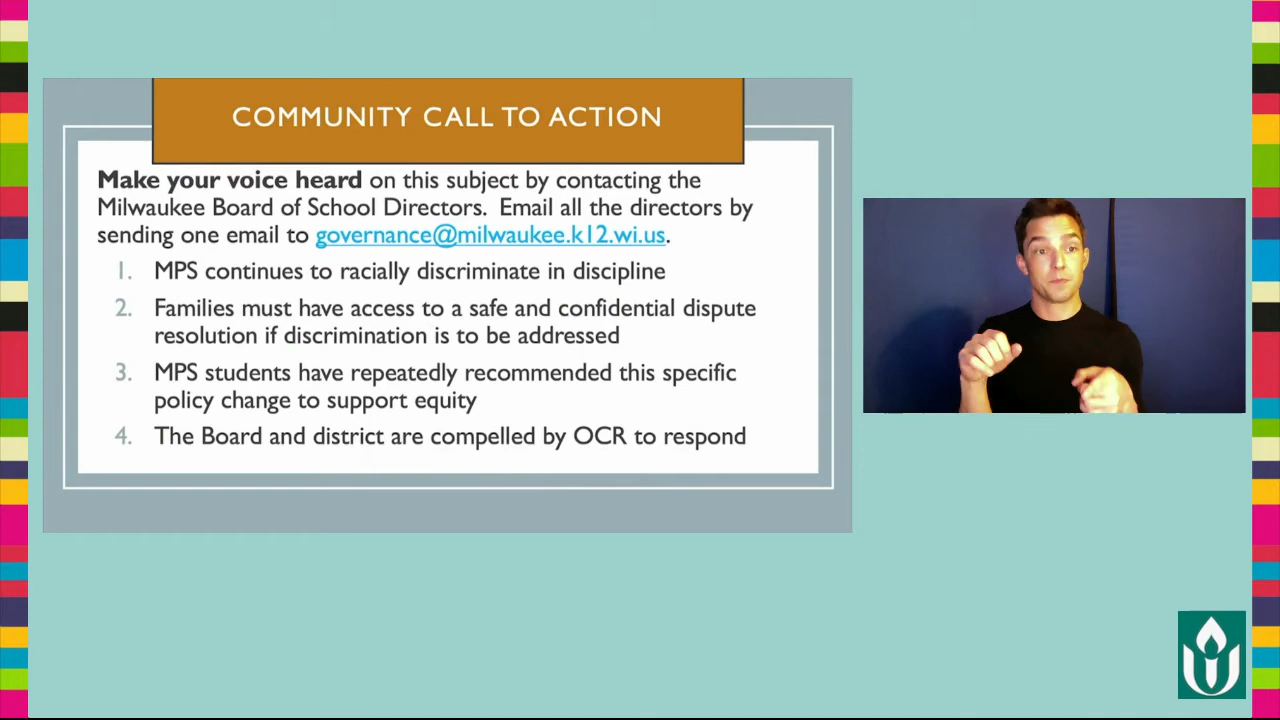 COMMUNITY CALL TO ACTION
Make your voice heard on this subject by contacting the
Milwaukee Board of School Directors. Email all the directors by
sending one email to governance@milwaukee.k12.wi.us.
1. MPS continues to racially discriminate in discipline
2. Families must have access to a safe and confidential dispute
resolution if discrimination is to be addressed
3. MPS students have repeatedly recommended this specific
policy change to support equity
4. The Board and district are compelled by OCR to respond